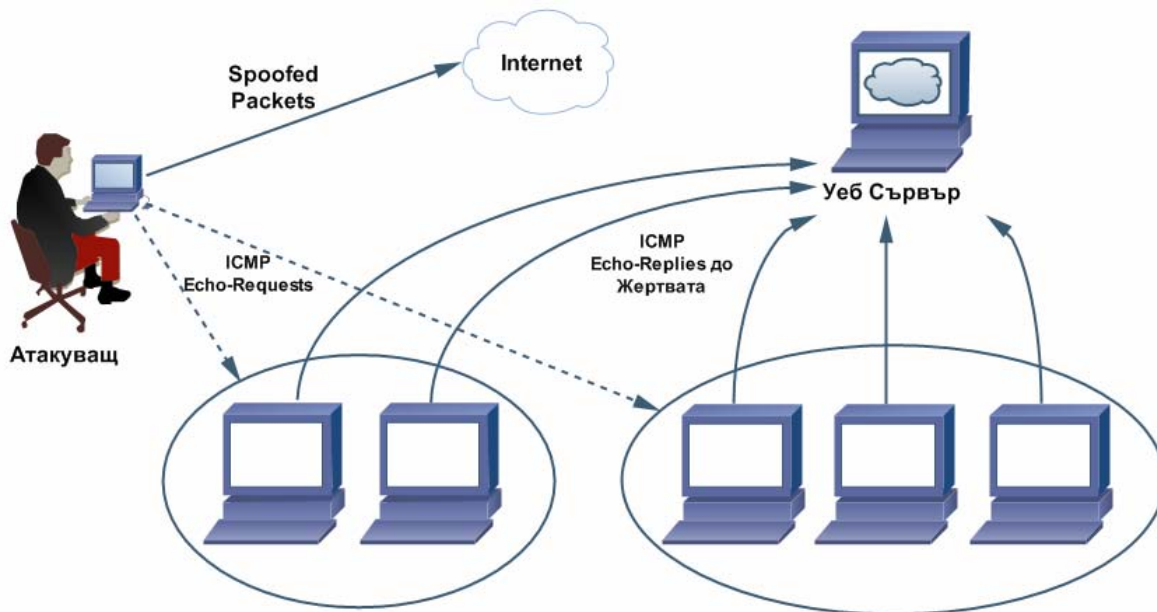 Spoofed
Packets
Internet
Уеб Сървър
ICMP
Echo-Requests
ICMP
Echo-Replies до
Жертвата
Атакуващ